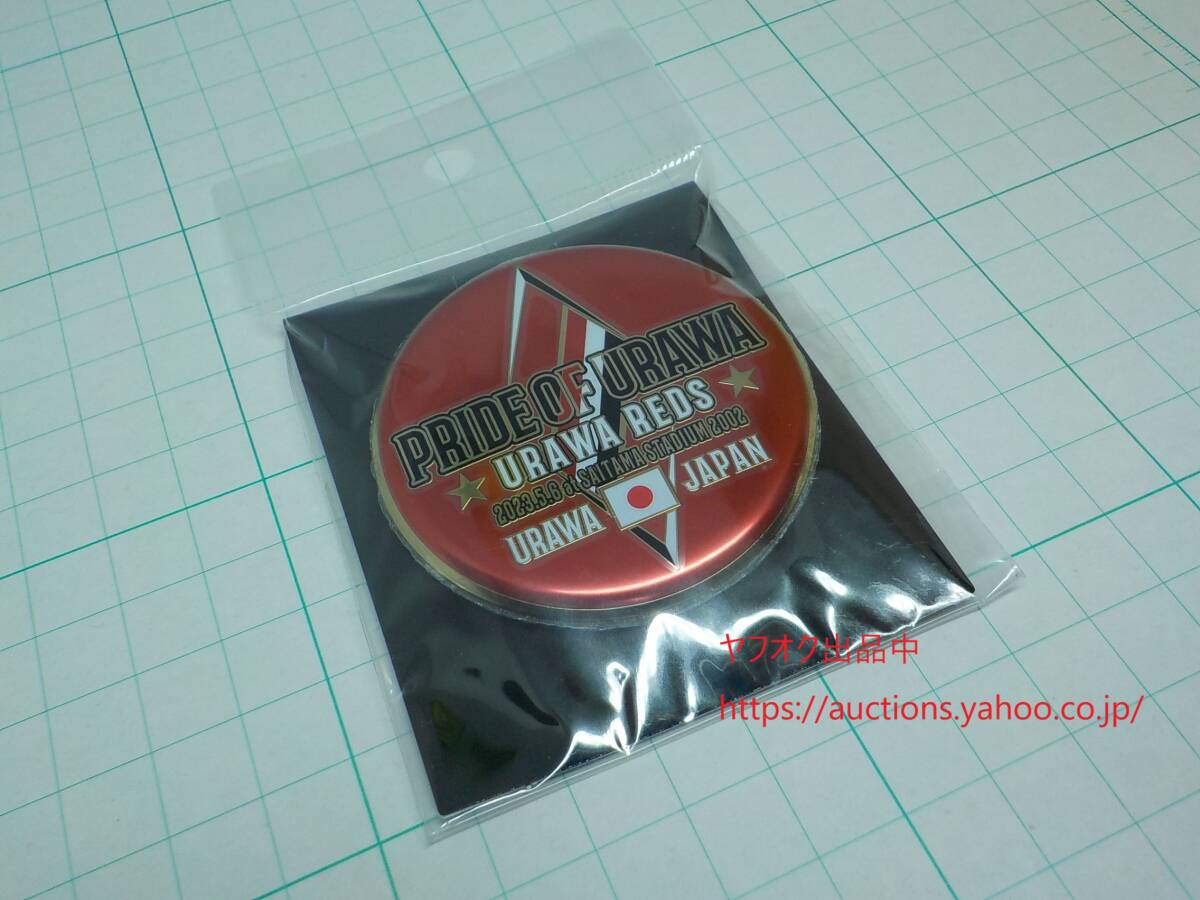 PRIDE OF URAWA
URAWA REDS
2023.5.6 at SAITAMA STADIUM 2002
URAWA JAPAN
ヤフオク出品中
https://auctions.yahoo.co.jp/